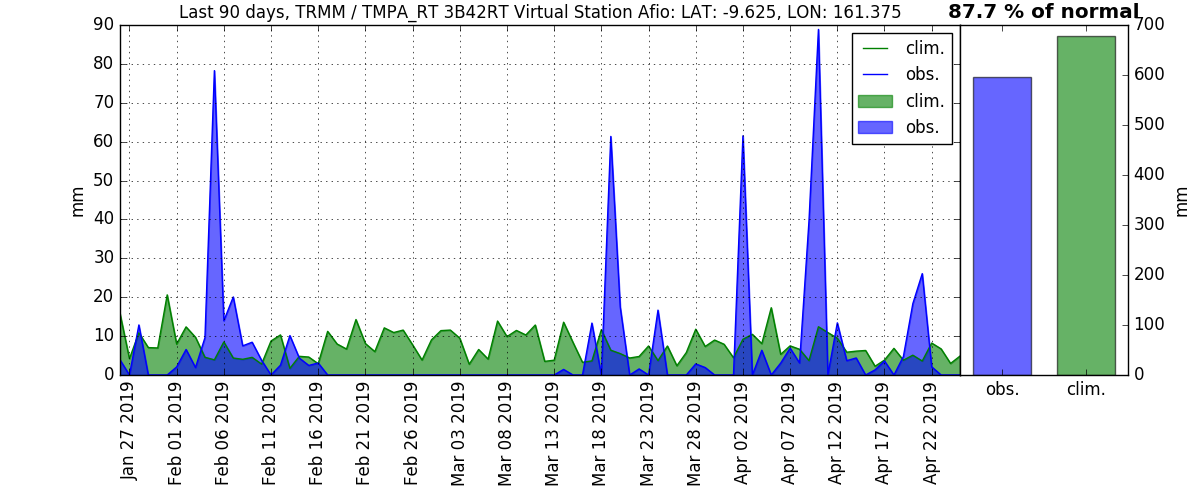 Last 90 days, TRMM / TMPA_RT 3B42RT Virtual Station Afio: LAT: -9.625, LON: 161.375
87.7 % of normal
90
80
70
60
50
40
30
20
10
0
mm
clim.
obs.
clim.
obs.
700
600
500
400
300
200
100
0
mm
Jan 27 2019
Feb 01 2019
Feb 06 2019
Feb 11 2019
Feb 16 2019
Feb 21 2019
Feb 26 2019
Mar 03 2019
Mar 08 2019
Mar 13 2019
Mar 18 2019
Mar 23 2019
Mar 28 2019
Apr 02 2019
Apr 07 2019
Apr 12 2019
Apr 17 2019
Apr 22 2019
obs.
clim.